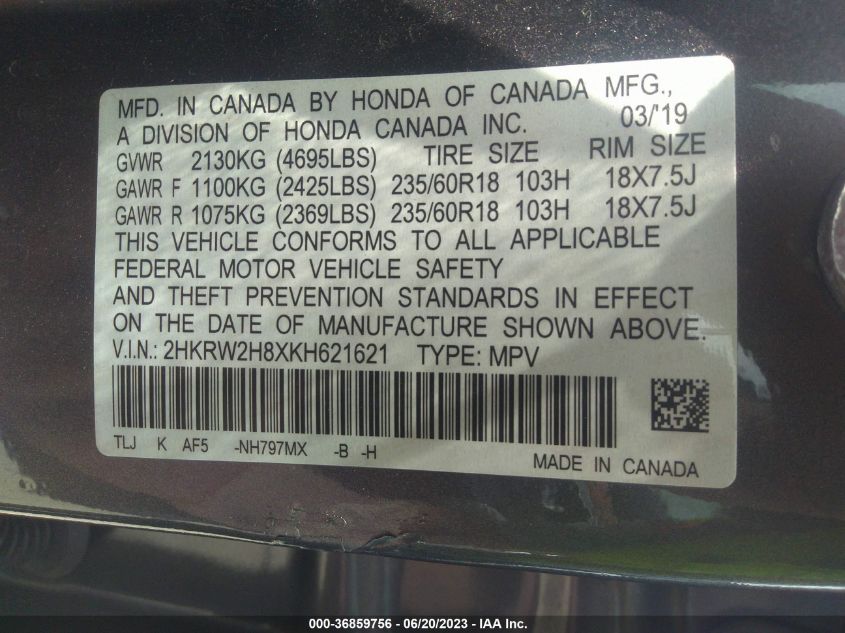 MFD. IN CANADA BY HONDA OF CANADA MFG.,
A DIVISION OF HONDA CANADA INC. 03/'19
GVWR 2130KG (4695LBS) TIRE SIZE RIM SIZE
GAWR F 1100KG (2425LBS) 235/60R18 103H 18X7.5J
GAWR R 1075KG (2369LBS) 235/60R18 103H 18X7.5J
THIS VEHICLE CONFORMS TO ALL APPLICABLE
FEDERAL MOTOR VEHICLE SAFETY
AND THEFT PREVENTION STANDARDS IN EFFECT
ON THE DATE OF MANUFACTURE SHOWN ABOVE.
V.I.N.: 2HKRW2H8XKH621621 TYPE: MPV
TLJ K AF5 -NH797MX -B -H
MADE IN CANADA
000-36859756 - 06/20/2023 - IAA Inc.